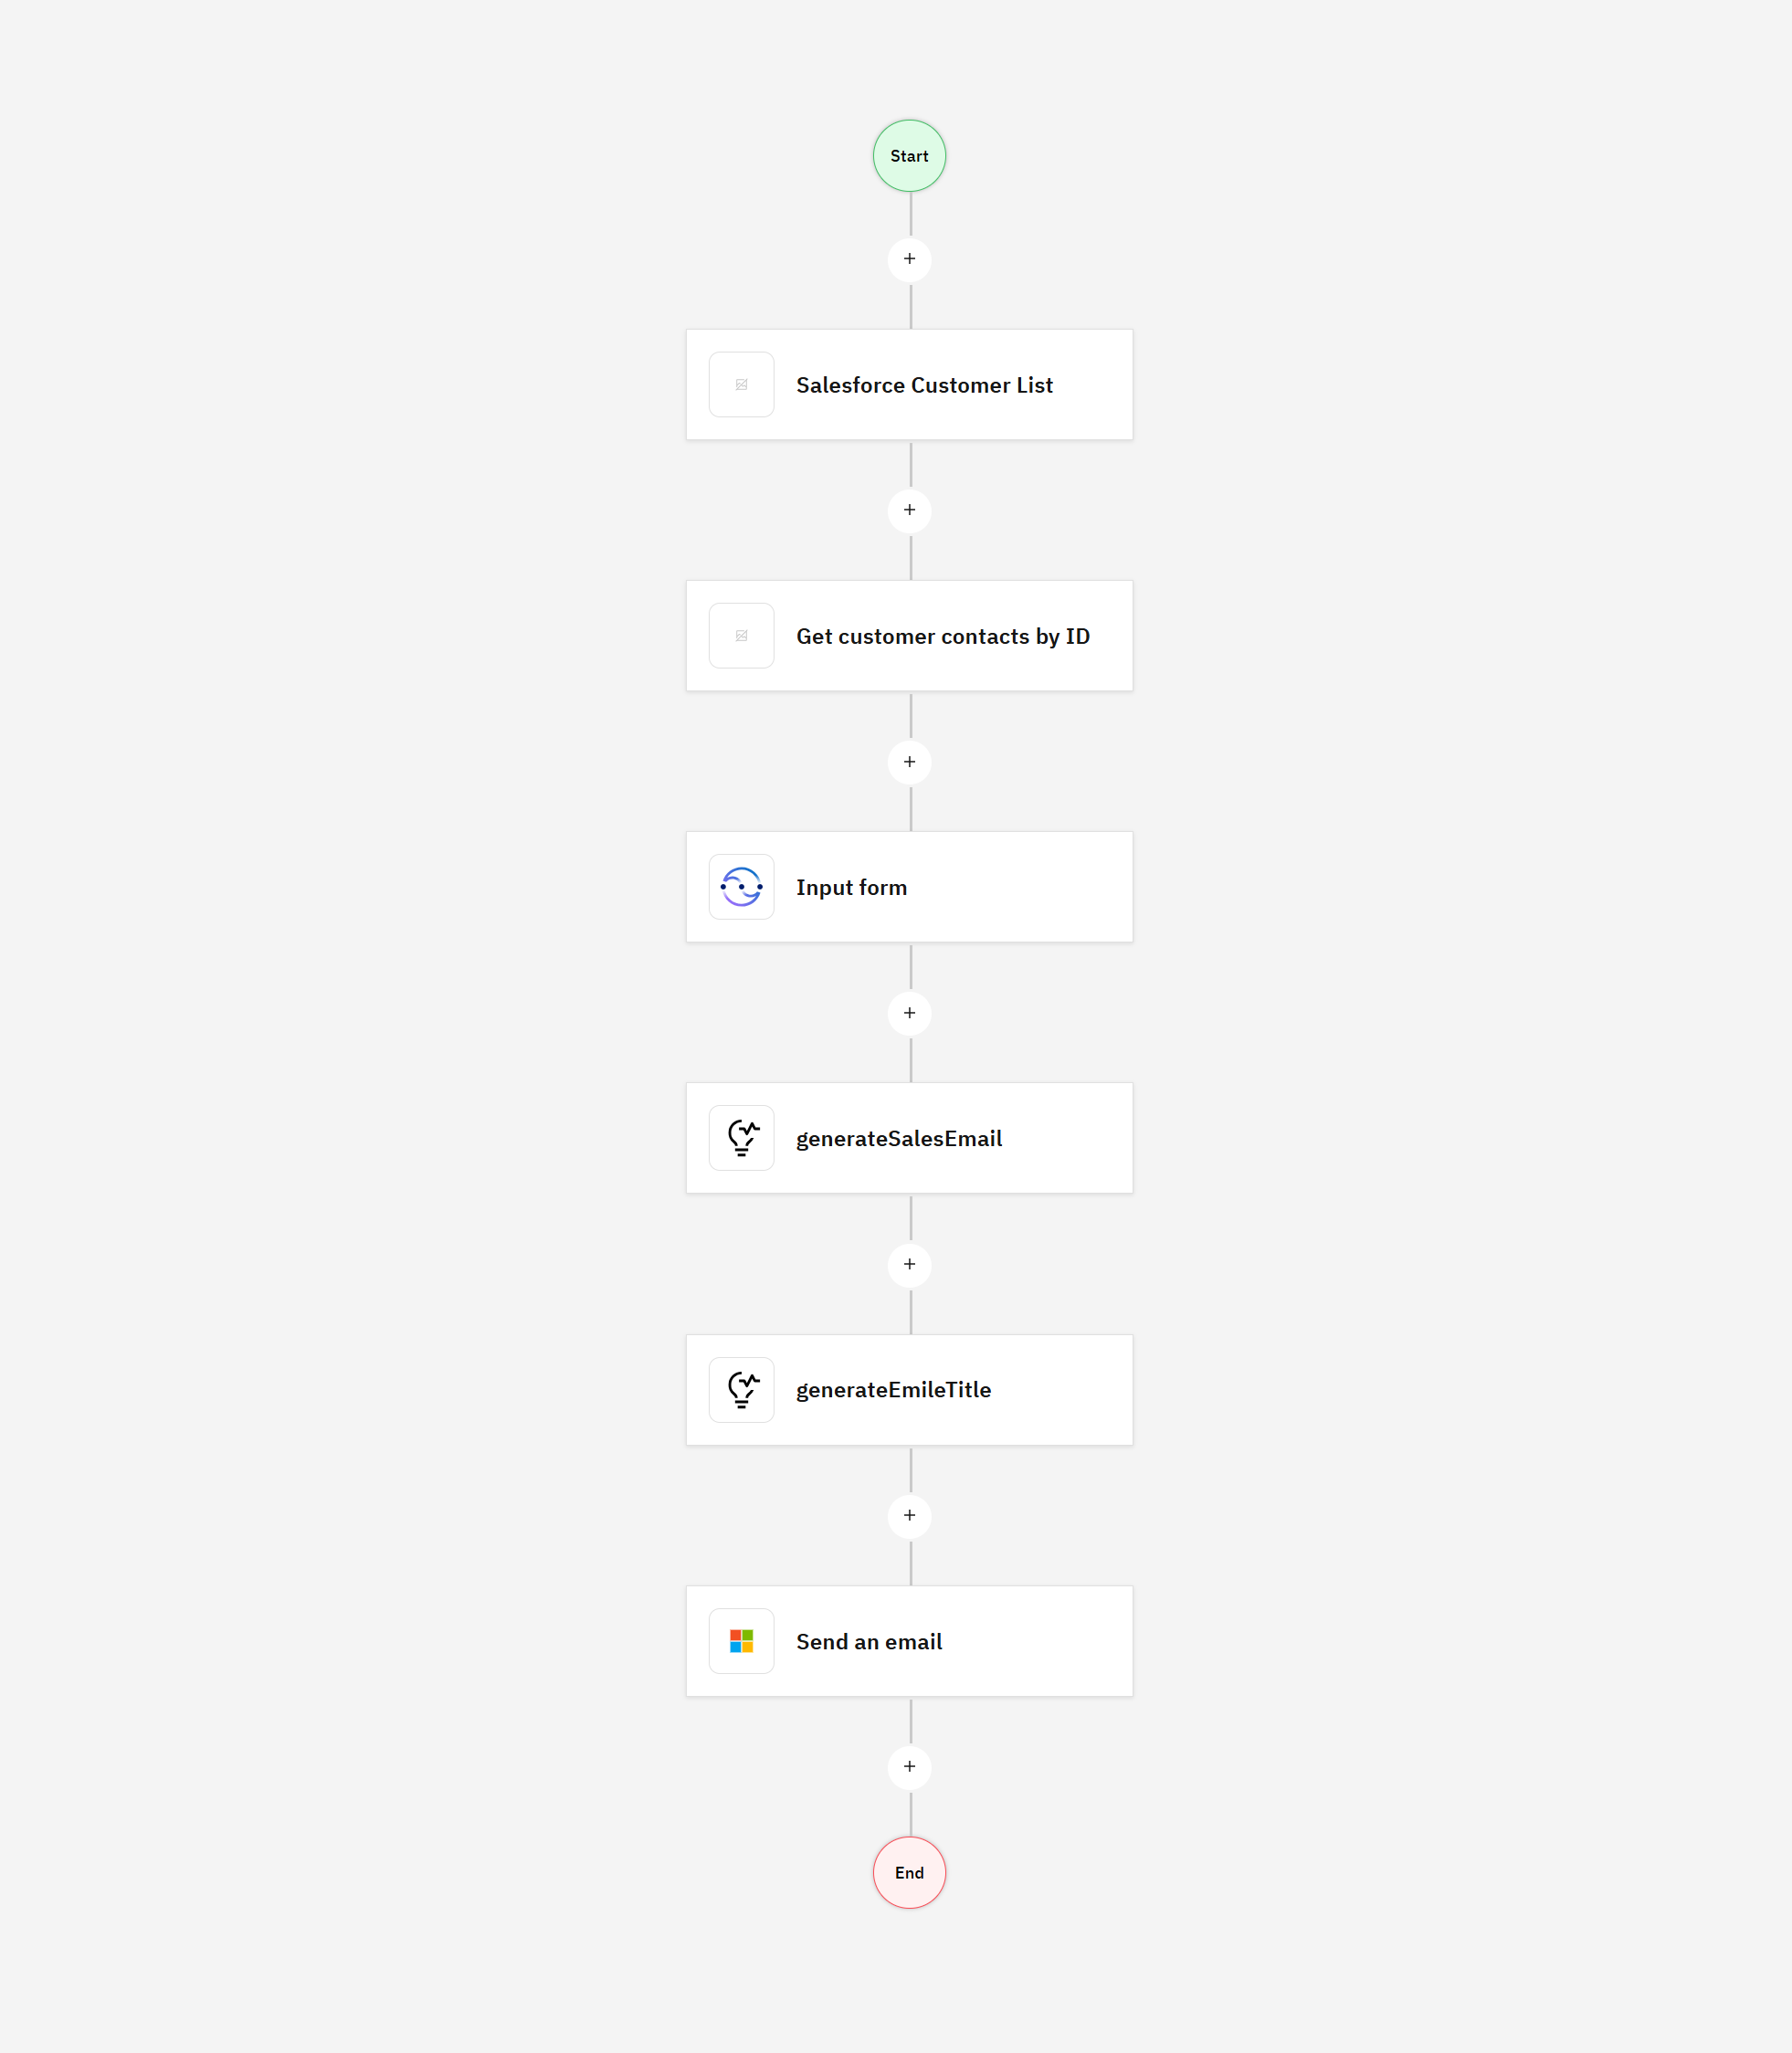 Start
+
Salesforce Customer List
+
Get customer contacts by ID
+
Input form
+
generateSalesEmail
+
generateEmileTitle
+
Send an email
+
End